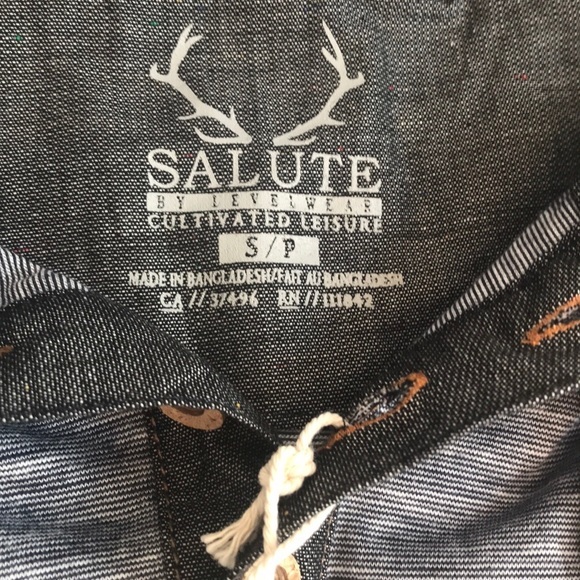 SALUTE
BY LEVELWEAR
CULTIVATED LEISURE
S/P
MADE IN BANGLADESH/FAIT AU BANGLADESH
CA // 37496 RN // 111842